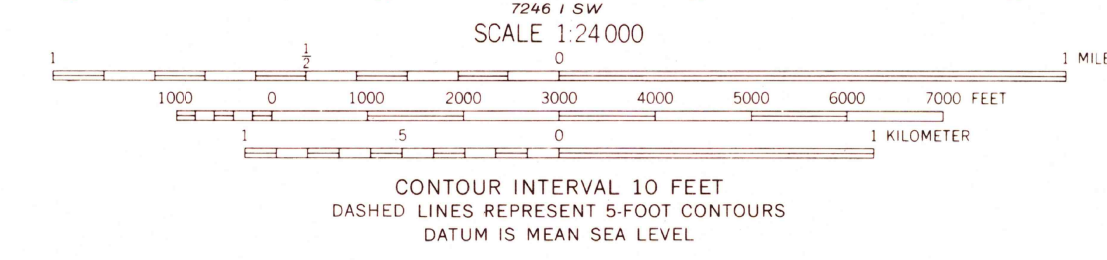 7246 I SW
SCALE 1:24 000
1 1/2 0 1 MILE
1000 0 1000 2000 3000 4000 5000 6000 7000 FEET
1 .5 0 1 KILOMETER
CONTOUR INTERVAL 10 FEET
DASHED LINES REPRESENT 5-FOOT CONTOURS
DATUM IS MEAN SEA LEVEL